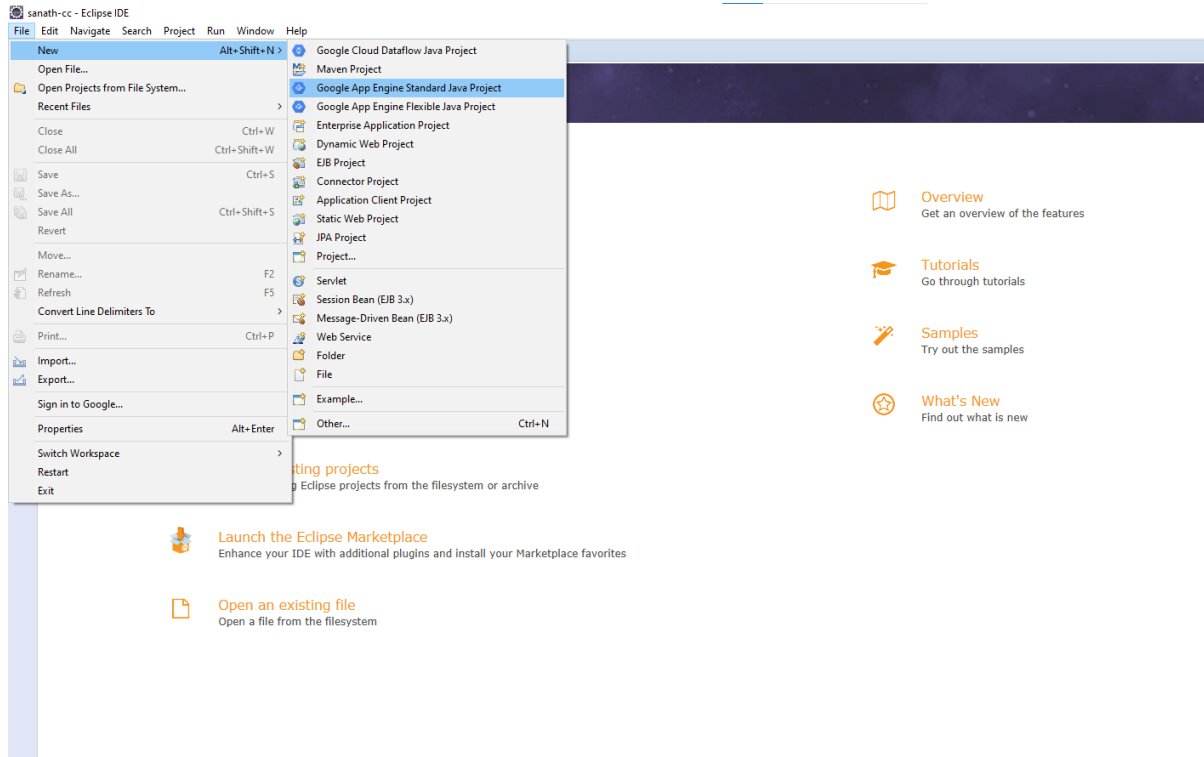 sanath-cc - Eclipse IDE
File Edit Navigate Search Project Run Window Help
New Alt+Shift+N >
Open File...
Open Projects from File System...
Recent Files >
Close Ctrl+W
Close All Ctrl+Shift+W
Save Ctrl+S
Save As...
Save All Ctrl+Shift+S
Revert
Move...
Rename... F2
Refresh F5
Convert Line Delimiters To >
Print... Ctrl+P
Import...
Export...
Sign in to Google...
Properties Alt+Enter
Switch Workspace >
Restart
Exit
Google Cloud Dataflow Java Project
Maven Project
Google App Engine Standard Java Project
Google App Engine Flexible Java Project
Enterprise Application Project
Dynamic Web Project
EJB Project
Connector Project
Application Client Project
Static Web Project
JPA Project
Project...
Servlet
Session Bean (EJB 3.x)
Message-Driven Bean (EJB 3.x)
Web Service
Folder
File
Example...
Other... Ctrl+N
projects
Eclipse projects from the filesystem or archive
Launch the Eclipse Marketplace
Enhance your IDE with additional plugins and install your Marketplace favorites
Open an existing file
Open a file from the filesystem
Overview
Get an overview of the features
Tutorials
Go through tutorials
Samples
Try out the samples
What's New
Find out what is new